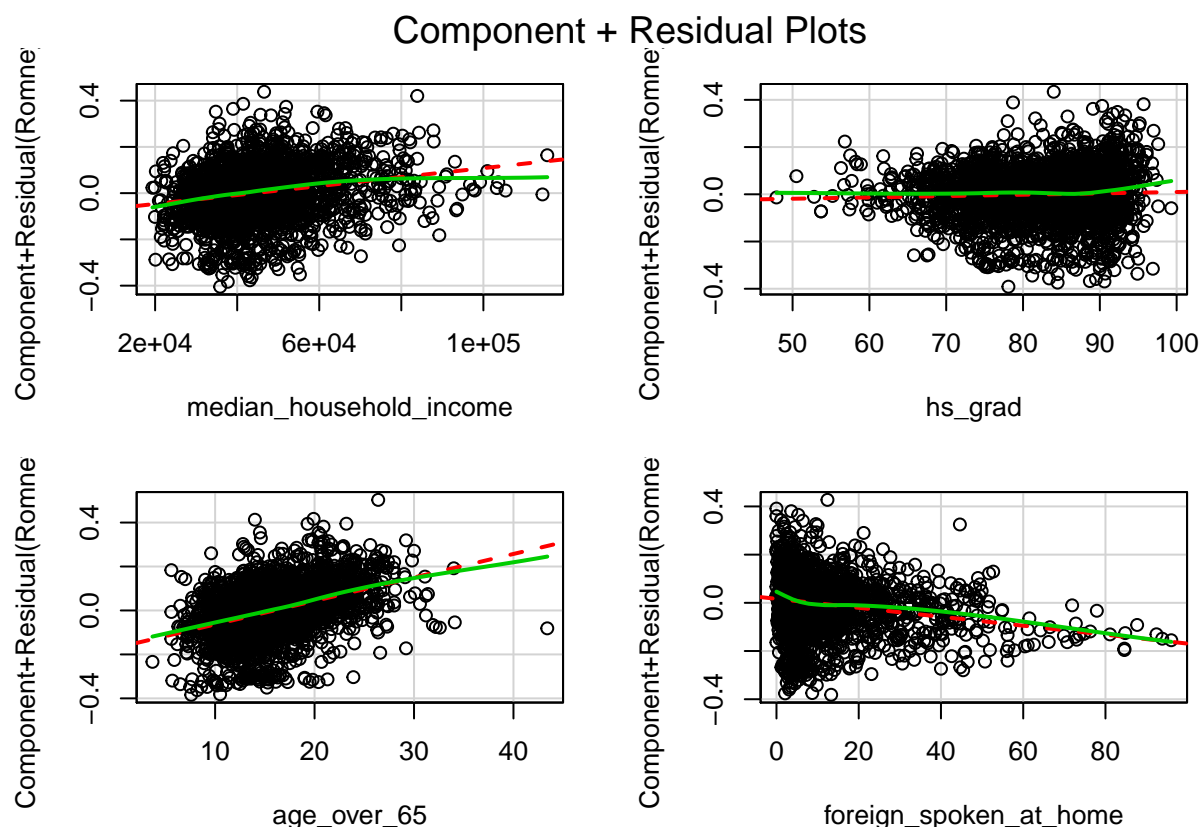 Component + Residual Plots
Component+Residual(Romne
0.4
0.0
−0.4
2e+04 6e+04 1e+05
median_household_income
Component+Residual(Romne
0.4
0.0
−0.4
50 60 70 80 90 100
hs_grad
Component+Residual(Romne
0.4
0.0
−0.4
10 20 30 40
age_over_65
Component+Residual(Romne
0.4
0.0
−0.4
0 20 40 60 80
foreign_spoken_at_home